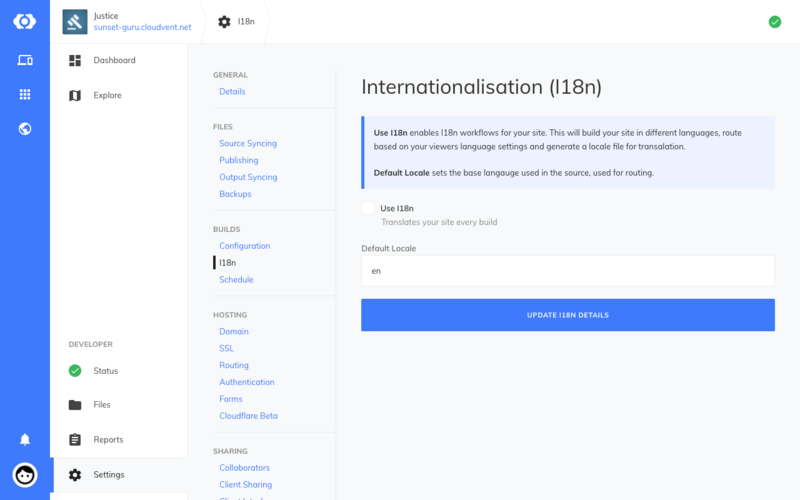 Justice
sunset-guru.cloudvent.net
I18n
Dashboard
Explore
DEVELOPER
Status
Files
Reports
Settings
GENERAL
Details
FILES
Source Syncing
Publishing
Output Syncing
Backups
BUILDS
Configuration
I18n
Schedule
HOSTING
Domain
SSL
Routing
Authentication
Forms
Cloudflare Beta
SHARING
Collaborators
Client Sharing
Internationalisation (I18n)
Use I18n enables I18n workflows for your site. This will build your site in different languages, route
based on your viewers language settings and generate a locale file for transalation.
Default Locale sets the base langauge used in the source, used for routing.
Use I18n
Translates your site every build
Default Locale
en
UPDATE I18N DETAILS